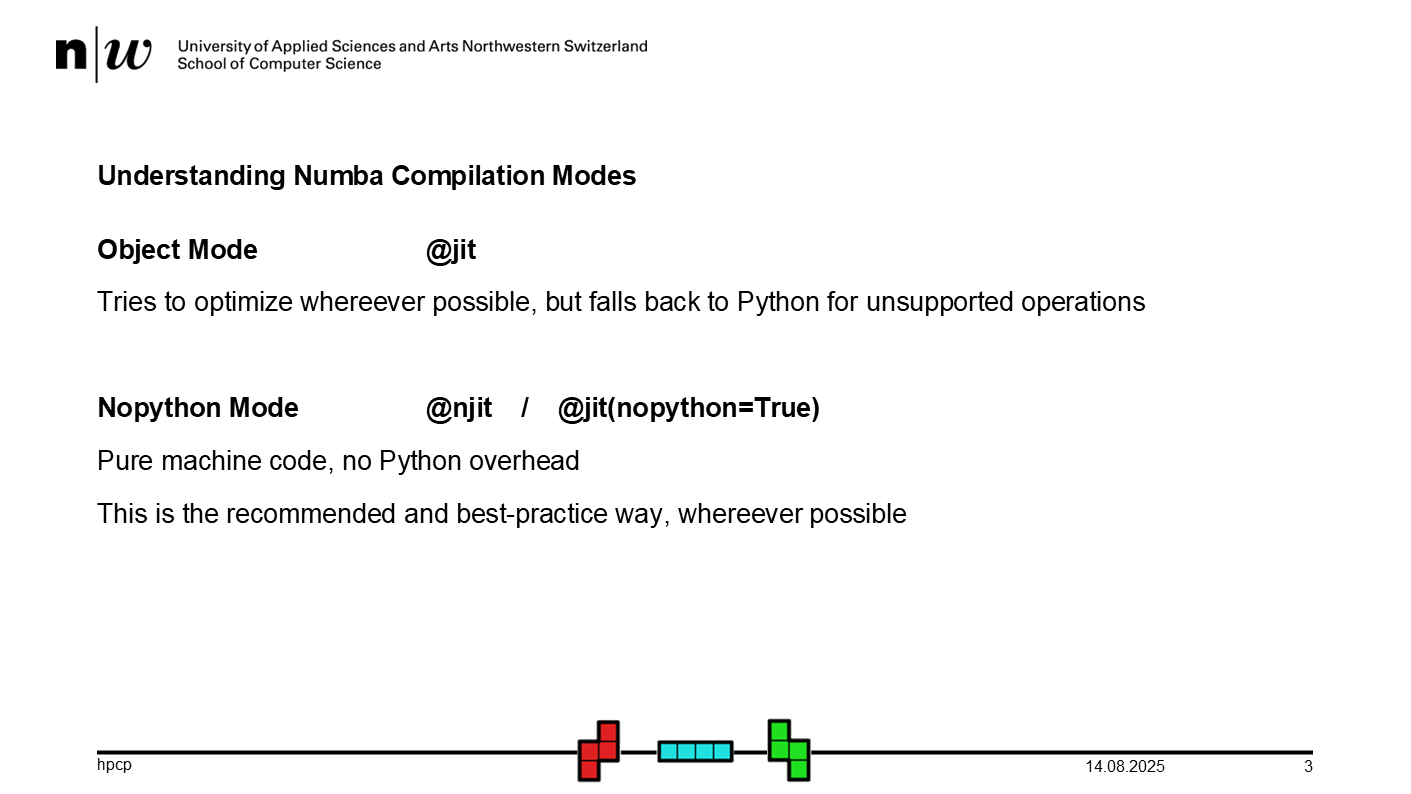 n|w
University of Applied Sciences and Arts Northwestern Switzerland
School of Computer Science
Understanding Numba Compilation Modes
Object Mode @jit
Tries to optimize whereever possible, but falls back to Python for unsupported operations
Nopython Mode @njit / @jit(nopython=True)
Pure machine code, no Python overhead
This is the recommended and best-practice way, whereever possible
hpcp 14.08.2025 3